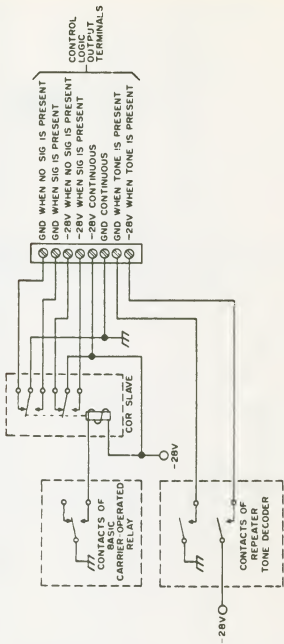 CONTROL
LOGIC
OUTPUT
TERMINALS
GND WHEN NO SIG IS PRESENT
GND WHEN SIG IS PRESENT
-28V WHEN NO SIG IS PRESENT
-28V WHEN SIG IS PRESENT
-28V CONTINUOUS
GND CONTINUOUS
GND WHEN TONE IS PRESENT
-28V WHEN TONE IS PRESENT
COR SLAVE
-28V
CONTACTS OF
BASIC
CARRIER-OPERATED
RELAY
CONTACTS OF
REPEATER
TONE DECODER
-28V